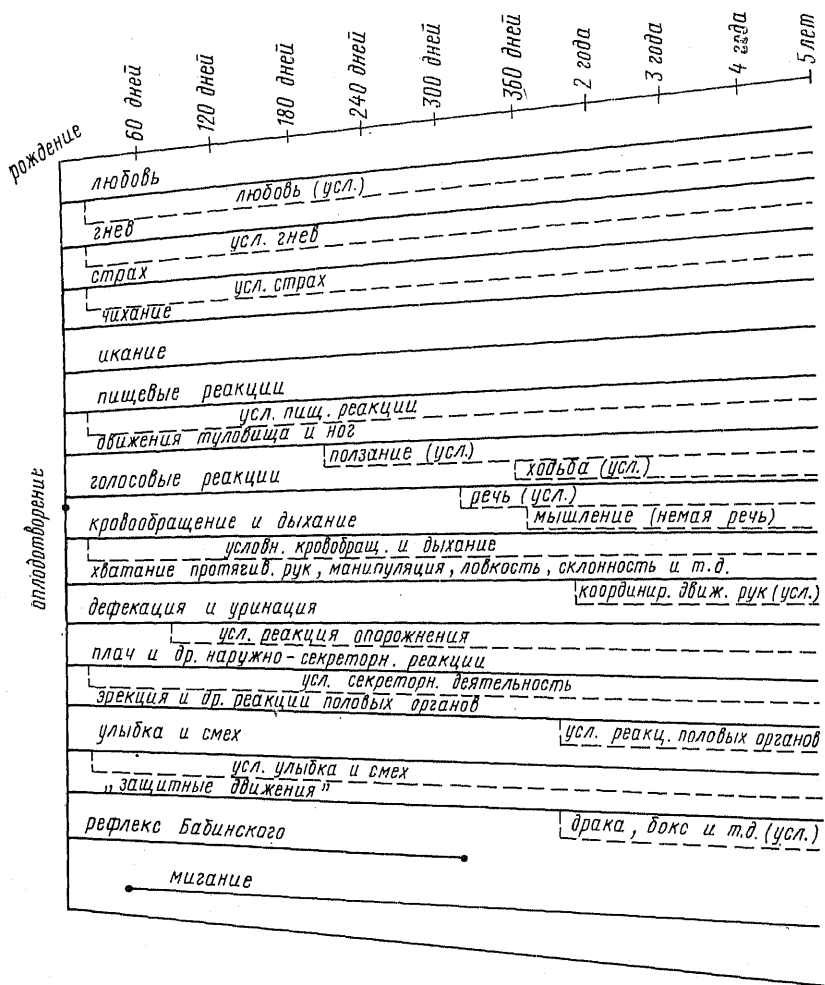 рождение
60 дней
120 дней
180 дней
240 дней
300 дней
360 дней
2 года
3 года
4 года
5 лет
оплодотворение
любовь
любовь (усл.)
гнев
усл. гнев
страх
усл. страх
чихание
икание
пищевые реакции
усл. пищ. реакции
движения туловища и ног
ползание (усл.)
ходьба (усл.)
голосовые реакции
речь (усл.)
мышление (немая речь)
кровообращение и дыхание
условн. кровобращ. и дыхание
хватание протягив. рук, манипуляция, ловкость, склонность и т.д.
координир. движ. рук (усл.)
дефекация и уринация
усл. реакция опорожнения
плач и др. наружно-секреторн. реакции
усл. секреторн. деятельность
эрекция и др. реакции половых органов
усл. реакц. половых органов
улыбка и смех
усл. улыбка и смех
„защитные движения”
драка, бокс и т.д. (усл.)
рефлекс Бабинского
мигание